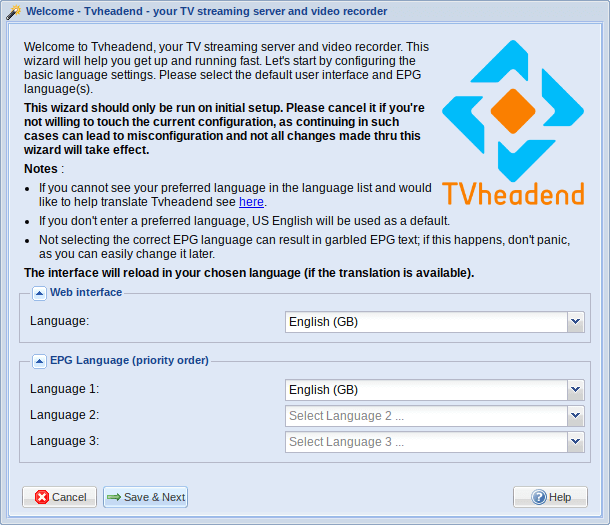 Welcome - Tvheadend - your TV streaming server and video recorder
Welcome to Tvheadend, your TV streaming server and video recorder. This
wizard will help you get up and running fast. Let's start by configuring the
basic language settings. Please select the default user interface and EPG
language(s).
This wizard should only be run on initial setup. Please cancel it if you're
not willing to touch the current configuration, as continuing in such
cases can lead to misconfiguration and not all changes made thru this
wizard will take effect.
TVheadend
Notes :
• If you cannot see your preferred language in the language list and would
like to help translate Tvheadend see here.
• If you don't enter a preferred language, US English will be used as a default.
• Not selecting the correct EPG language can result in garbled EPG text; if this happens, don't panic,
as you can easily change it later.
The interface will reload in your chosen language (if the translation is available).
Web interface
Language: English (GB)
EPG Language (priority order)
Language 1: English (GB)
Language 2: Select Language 2 ...
Language 3: Select Language 3 ...
Cancel Save & Next Help